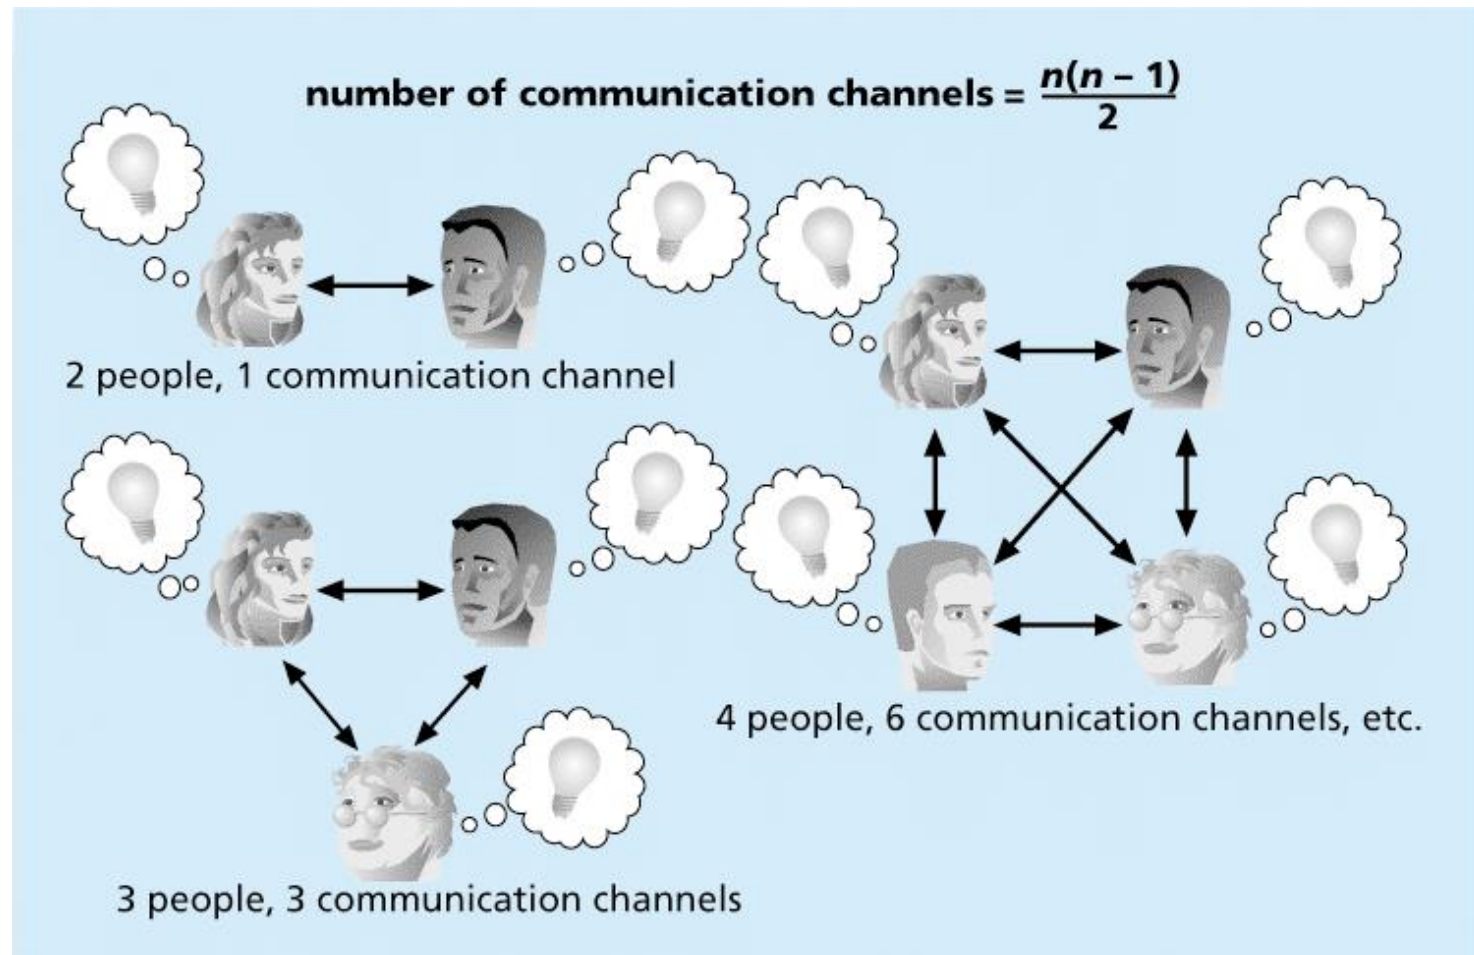 number of communication channels = n(n – 1)/2
2 people, 1 communication channel
4 people, 6 communication channels, etc.
3 people, 3 communication channels